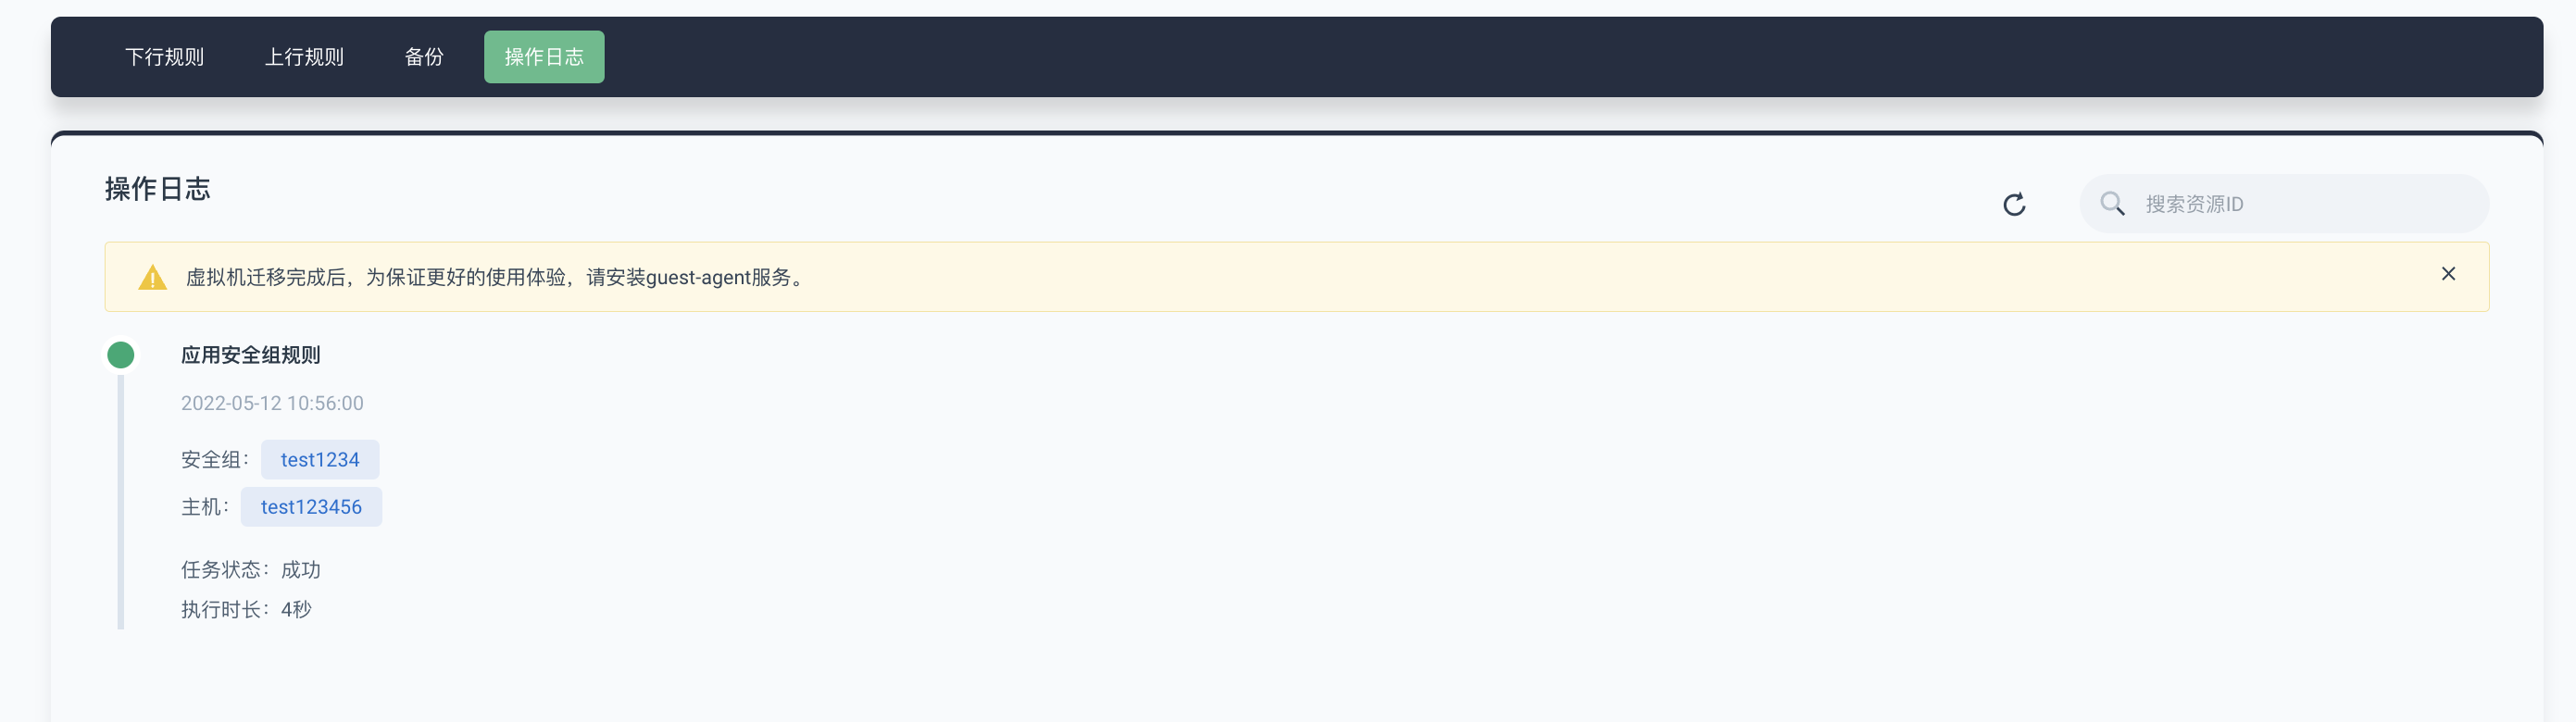 下行规则 上行规则 备份 操作日志
操作日志
搜索资源ID
虚拟机迁移完成后，为保证更好的使用体验，请安装guest-agent服务。
应用安全组规则
2022-05-12 10:56:00
安全组： test1234
主机： test123456
任务状态：成功
执行时长：4秒